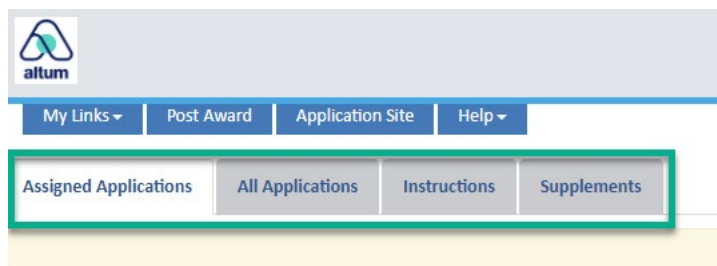 altum
My Links Post Award Application Site Help
Assigned Applications All Applications Instructions Supplements